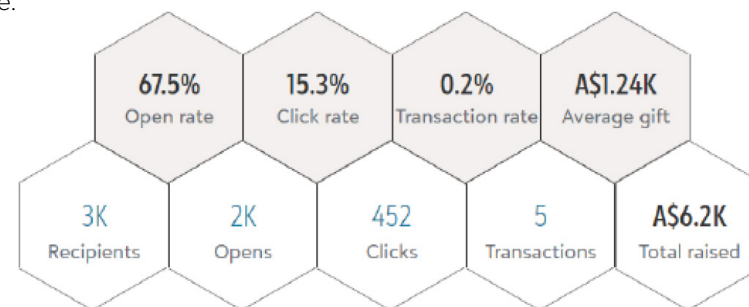 e.
67.5% 15.3% 0.2% A$1.24K
Open rate Click rate Transaction rate Average gift
3K 2K 452 5 A$6.2K
Recipients Opens Clicks Transactions Total raised